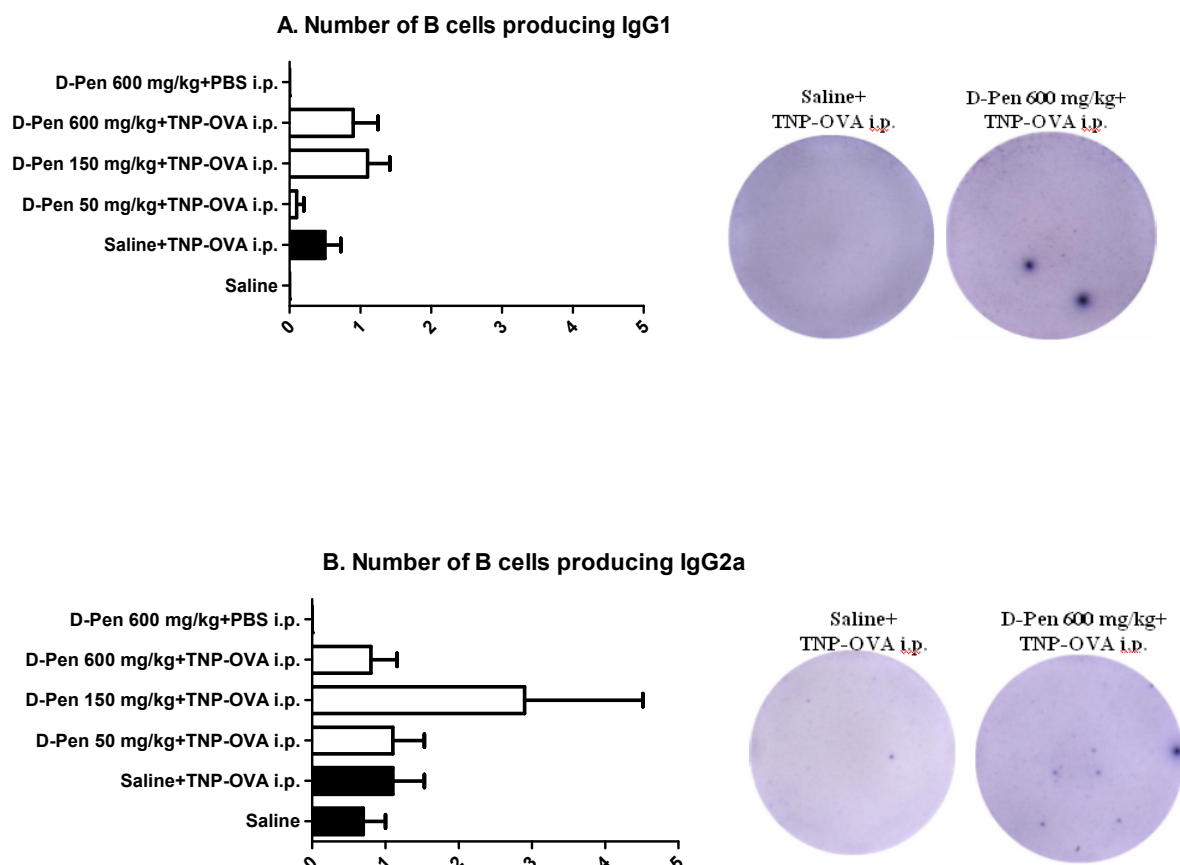 A. Number of B cells producing IgG1
D-Pen 600 mg/kg+PBS i.p.
D-Pen 600 mg/kg+TNP-OVA i.p.
D-Pen 150 mg/kg+TNP-OVA i.p.
D-Pen 50 mg/kg+TNP-OVA i.p.
Saline+TNP-OVA i.p.
Saline
0 1 2 3 4 5
Saline+
TNP-OVA i.p.
D-Pen 600 mg/kg+
TNP-OVA i.p.
B. Number of B cells producing IgG2a
D-Pen 600 mg/kg+PBS i.p.
D-Pen 600 mg/kg+TNP-OVA i.p.
D-Pen 150 mg/kg+TNP-OVA i.p.
D-Pen 50 mg/kg+TNP-OVA i.p.
Saline+TNP-OVA i.p.
Saline
0 1 2 3 4 5
Saline+
TNP-OVA i.p.
D-Pen 600 mg/kg+
TNP-OVA i.p.